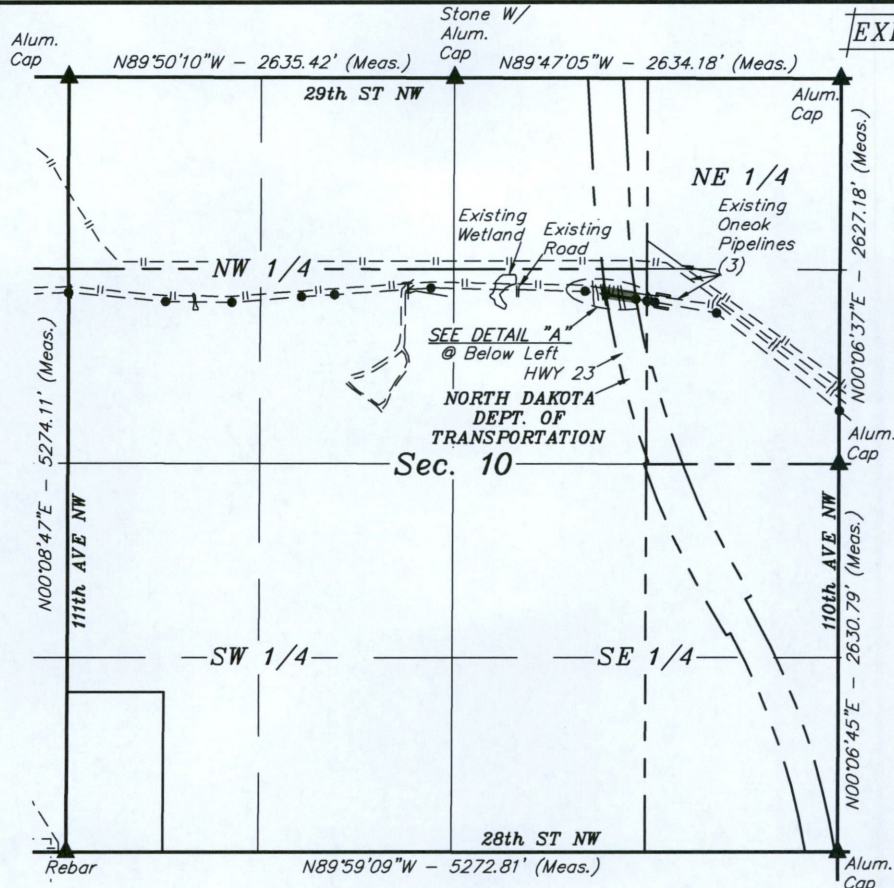 EXI
Stone W/
Alum.
Cap
Alum.
Cap
N89°50'10"W - 2635.42' (Meas.)
N89°47'05"W - 2634.18' (Meas.)
29th ST NW
Alum.
Cap
NE 1/4
Existing
Oneok
Pipelines
(3)
Existing
Wetland
Existing
Road
NW 1/4
N00°06'37"E - 2627.18' (Meas.)
SEE DETAIL "A"
@ Below Left
HWY 23
NORTH DAKOTA
DEPT. OF
TRANSPORTATION
Sec. 10
Alum.
Cap
N00°08'47"E - 5274.11' (Meas.)
111th AVE NW
110th AVE NW
N00°06'45"E - 2630.79' (Meas.)
SW 1/4
SE 1/4
28th ST NW
Rebar
N89°59'09"W - 5272.81' (Meas.)
Alum.
Cap